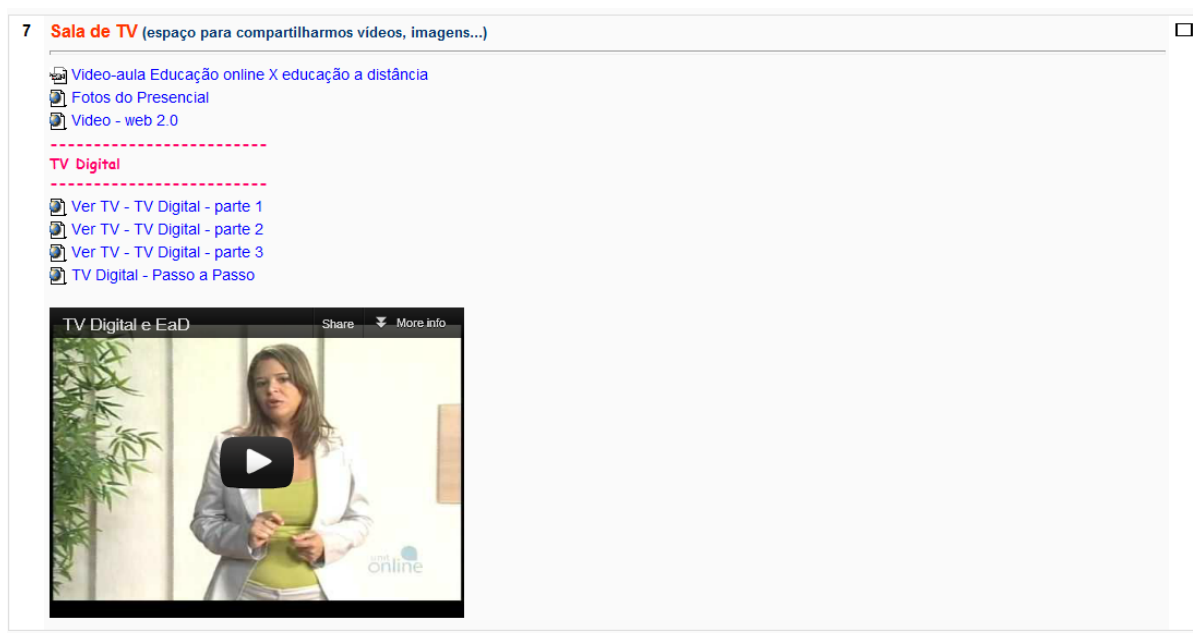 7 Sala de TV (espaço para compartilharmos vídeos, imagens...)
Video-aula Educação online X educação a distância
Fotos do Presencial
Video - web 2.0
-------------------------
TV Digital
-------------------------
Ver TV - TV Digital - parte 1
Ver TV - TV Digital - parte 2
Ver TV - TV Digital - parte 3
TV Digital - Passo a Passo
TV Digital e EaD Share More info
online